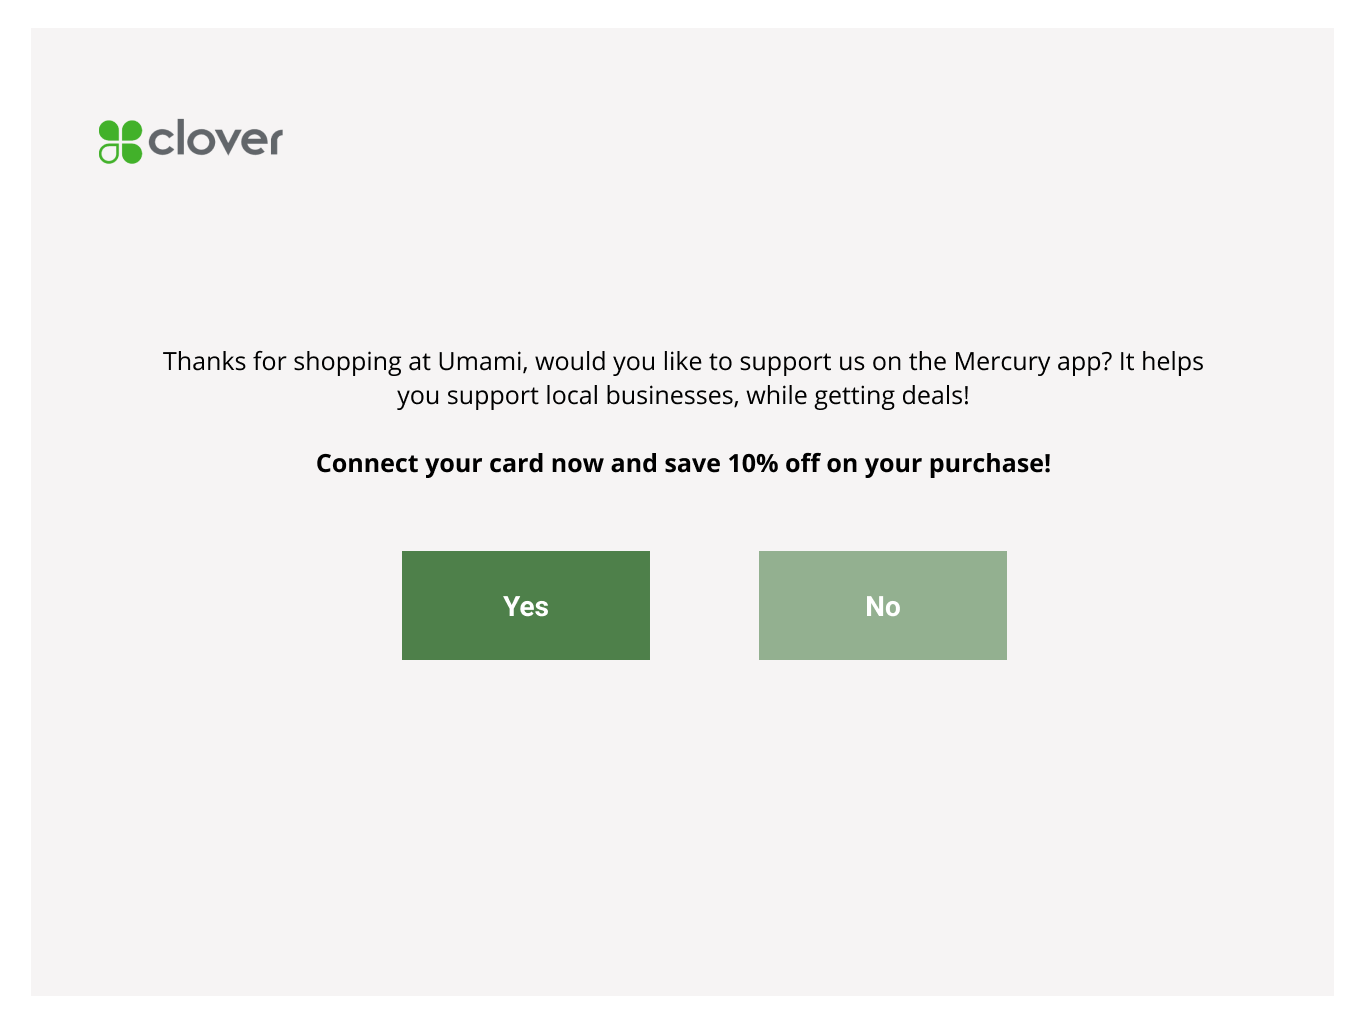 clover
Thanks for shopping at Umami, would you like to support us on the Mercury app? It helps
you support local businesses, while getting deals!
Connect your card now and save 10% off on your purchase!
Yes
No